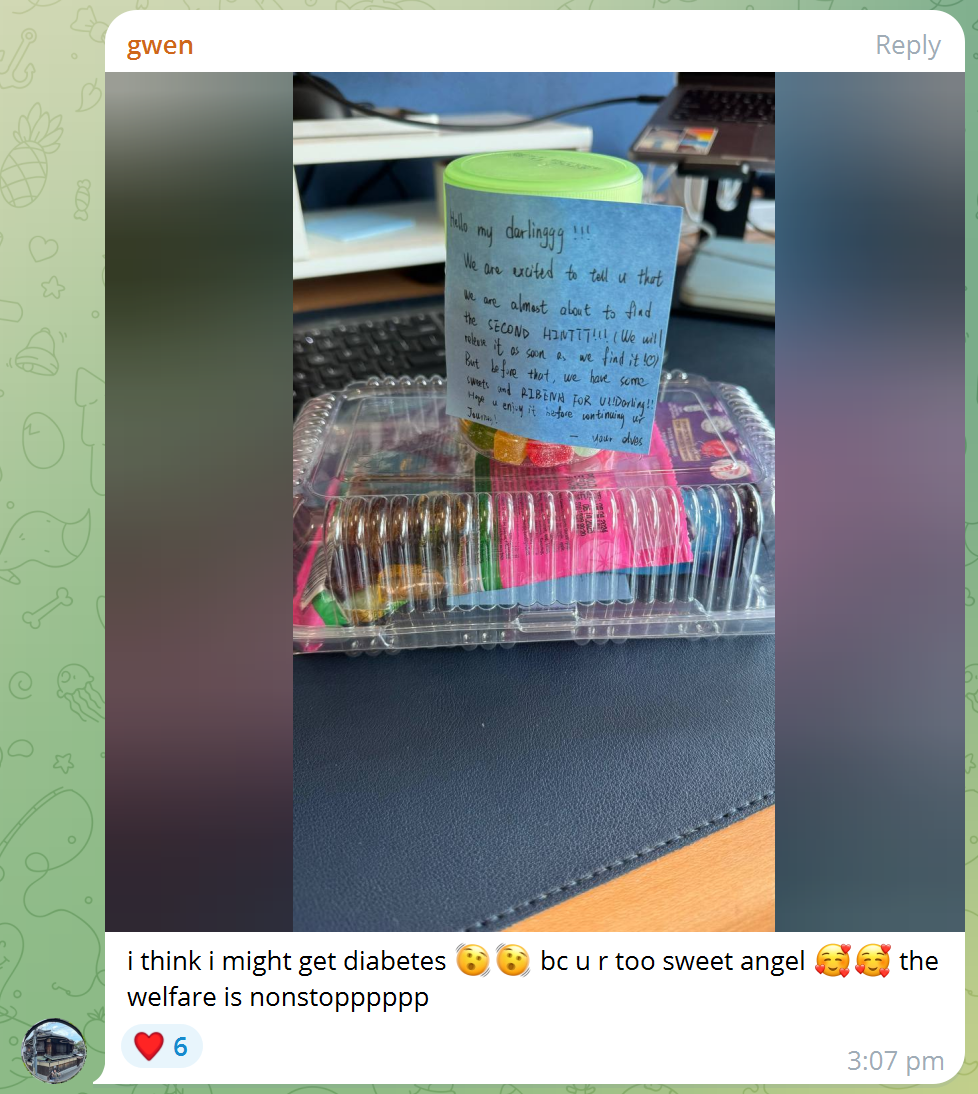 gwen
Reply
Hello my darlinggg !!!
We are excited to tell u that
we are almost about to find
the SECOND HINTTT!!! (We will
release it as soon as we find it!☺)
But before that, we have some
sweets and RIBENA FOR U!!Darling!!
Hope u enjoy it before continuing ur
Journey!
— your elves
i think i might get diabetes 🫨🫨 bc u r too sweet angel 🥰🥰 the
welfare is nonstopppppp
❤️ 6
3:07 pm